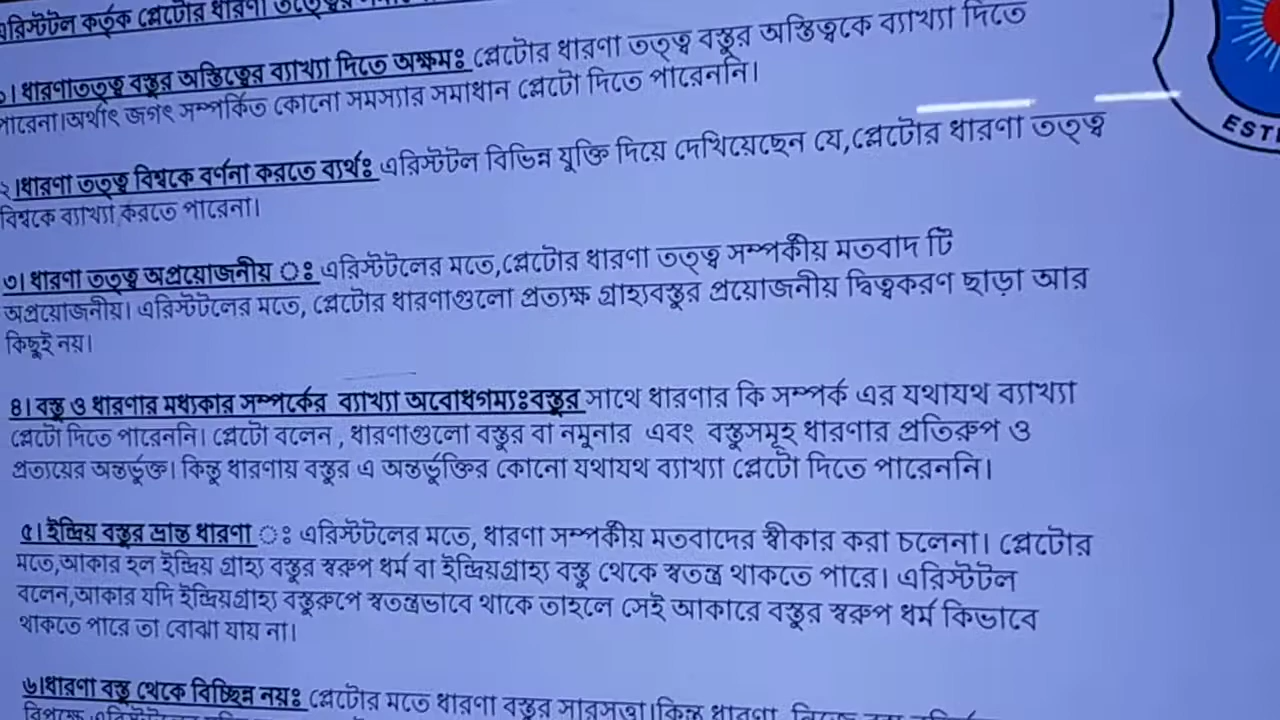 এরিস্টটল কর্তৃক প্লেটোর ধারণা তত্ত্বের
১। ধারণাতত্ত্ব বস্তুর অস্তিত্বের ব্যাখ্যা দিতে অক্ষমঃ প্লেটোর ধারণা তত্ত্ব বস্তুর অস্তিত্বকে ব্যাখ্যা দিতে
পারেনা।অর্থাৎ জগৎ সম্পর্কিত কোনো সমস্যার সমাধান প্লেটো দিতে পারেননি।
২।ধারণা তত্ত্ব বিশ্বকে বর্ণনা করতে ব্যর্থঃ এরিস্টটল বিভিন্ন যুক্তি দিয়ে দেখিয়েছেন যে,প্লেটোর ধারণা তত্ত্ব
বিশ্বকে ব্যাখ্যা করতে পারেনা।
৩। ধারণা তত্ত্ব অপ্রয়োজনীয় ঃ এরিস্টটলের মতে,প্লেটোর ধারণা তত্ত্ব সম্পর্কীয় মতবাদ টি
অপ্রয়োজনীয়। এরিস্টটলের মতে, প্লেটোর ধারণাগুলো প্রত্যক্ষ গ্রাহ্যবস্তুর প্রয়োজনীয় দ্বিত্বকরণ ছাড়া আর
কিছুই নয়।
৪। বস্তু ও ধারণার মধ্যকার সম্পর্কের ব্যাখ্যা অবোধগম্যঃবস্তুর সাথে ধারণার কি সম্পর্ক এর যথাযথ ব্যাখ্যা
প্লেটো দিতে পারেননি। প্লেটো বলেন , ধারণাগুলো বস্তুর বা নমুনার এবং বস্তুসমূহ ধারণার প্রতিরুপ ও
প্রত্যয়ের অন্তর্ভুক্ত। কিন্তু ধারণায় বস্তুর এ অন্তর্ভুক্তির কোনো যথাযথ ব্যাখ্যা প্লেটো দিতে পারেননি।
৫। ইন্দ্রিয় বস্তুর ভ্রান্ত ধারণা ঃ এরিস্টটলের মতে, ধারণা সম্পর্কীয় মতবাদের স্বীকার করা চলেনা। প্লেটোর
মতে,আকার হল ইন্দ্রিয় গ্রাহ্য বস্তুর স্বরুপ ধর্ম বা ইন্দ্রিয়গ্রাহ্য বস্তু থেকে স্বতন্ত্র থাকতে পারে। এরিস্টটল
বলেন,আকার যদি ইন্দ্রিয়গ্রাহ্য বস্তুরুপে স্বতন্ত্রভাবে থাকে তাহলে সেই আকারে বস্তুর স্বরুপ ধর্ম কিভাবে
থাকতে পারে তা বোঝা যায় না।
৬।ধারণা বস্তু থেকে বিচ্ছিন্ন নয়ঃ প্লেটোর মতে ধারণা বস্তুর সারসত্তা।কিন্তু ধারণা
EST